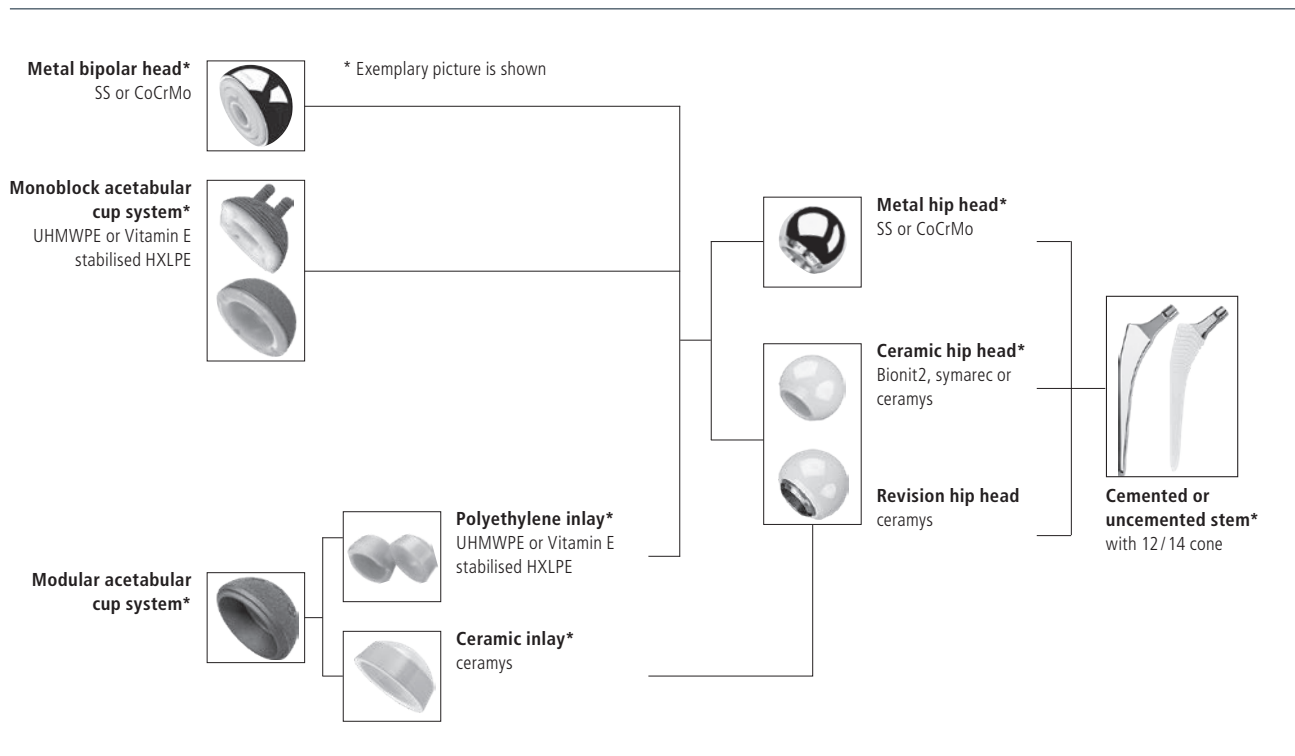 Metal bipolar head*
SS or CoCrMo
* Exemplary picture is shown
Monoblock acetabular
cup system*
UHMWPE or Vitamin E
stabilised HXLPE
Metal hip head*
SS or CoCrMo
Ceramic hip head*
Bionit2, symarec or
ceramys
Revision hip head
ceramys
Cemented or
uncemented stem*
with 12/14 cone
Polyethylene inlay*
UHMWPE or Vitamin E
stabilised HXLPE
Modular acetabular
cup system*
Ceramic inlay*
ceramys